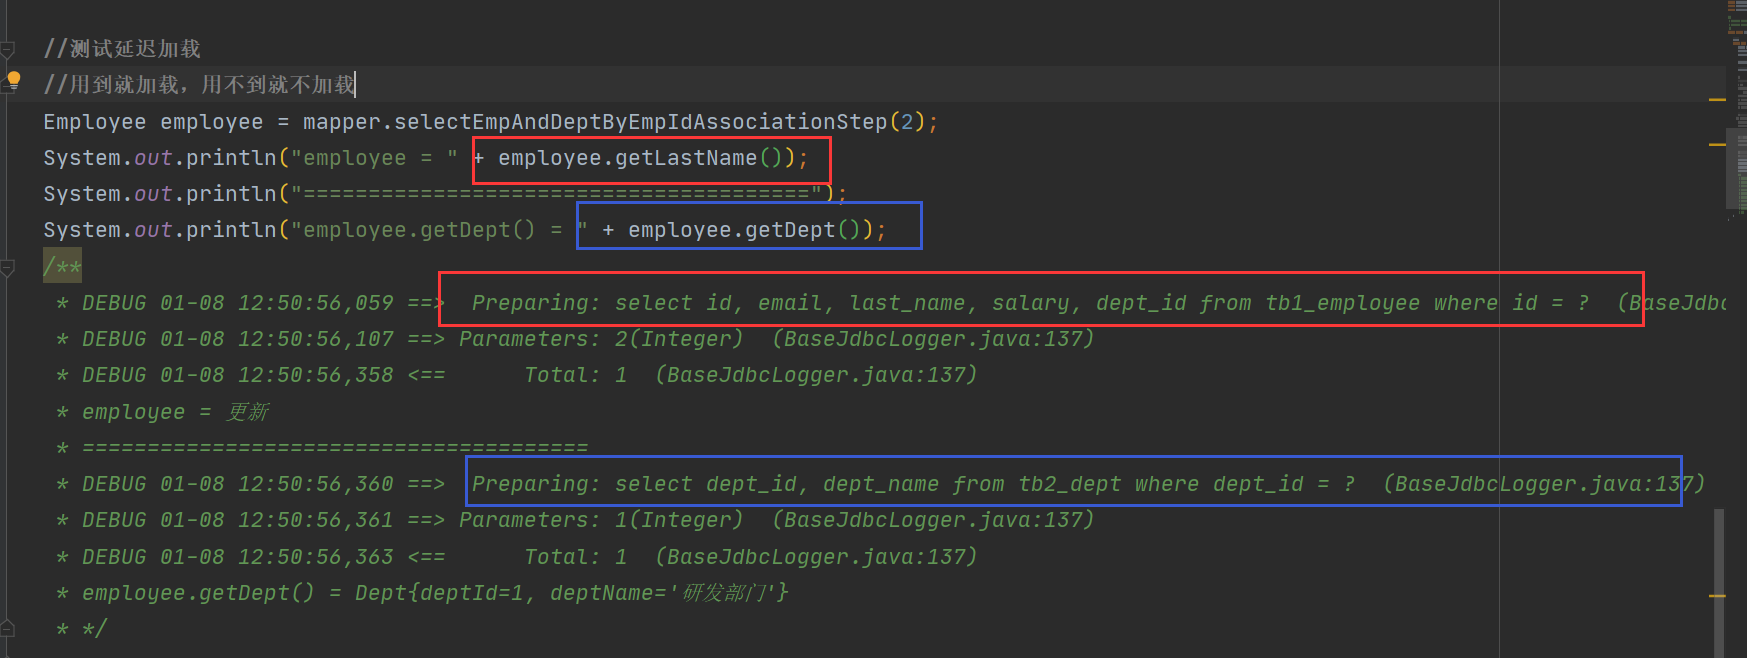 //测试延迟加载
//用到就加载，用不到就不加载
Employee employee = mapper.selectEmpAndDeptByEmpIdAssociationStep(2);
System.out.println("employee = " + employee.getLastName());
System.out.println("=======================================");
System.out.println("employee.getDept() = " + employee.getDept());
/**
* DEBUG 01-08 12:50:56,059 ==>  Preparing: select id, email, last_name, salary, dept_id from tb1_employee where id = ?  (BaseJdbc
* DEBUG 01-08 12:50:56,107 ==> Parameters: 2(Integer)  (BaseJdbcLogger.java:137)
* DEBUG 01-08 12:50:56,358 <==      Total: 1  (BaseJdbcLogger.java:137)
* employee = 更新
* =======================================
* DEBUG 01-08 12:50:56,360 ==>  Preparing: select dept_id, dept_name from tb2_dept where dept_id = ?  (BaseJdbcLogger.java:137)
* DEBUG 01-08 12:50:56,361 ==> Parameters: 1(Integer)  (BaseJdbcLogger.java:137)
* DEBUG 01-08 12:50:56,363 <==      Total: 1  (BaseJdbcLogger.java:137)
* employee.getDept() = Dept{deptId=1, deptName='研发部门'}
* */